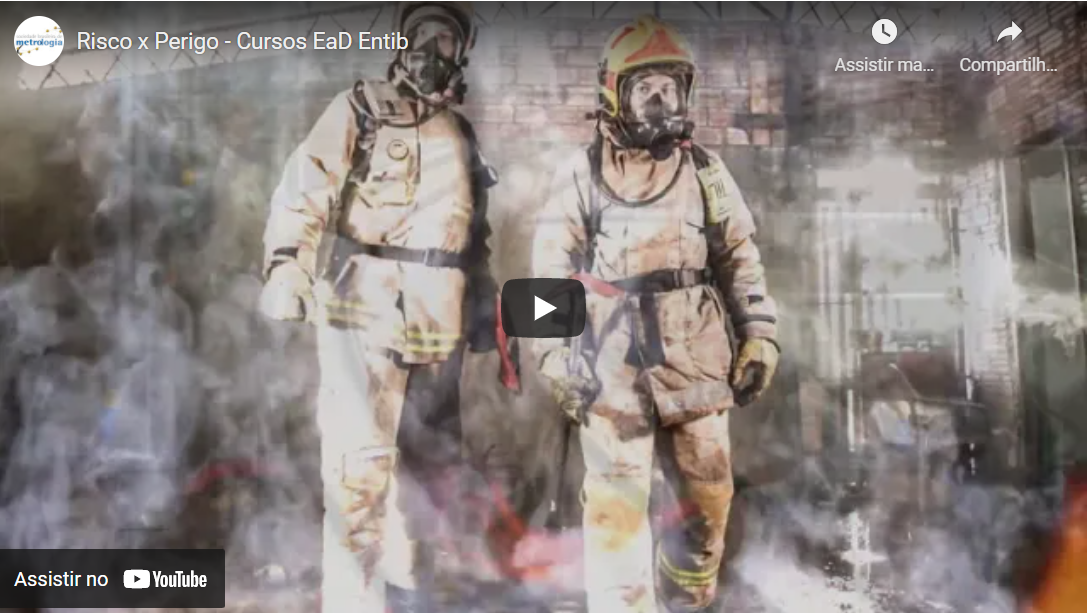 metrologia
Risco x Perigo - Cursos EaD Entib
Assistir ma...
Compartilh...
Assistir no YouTube